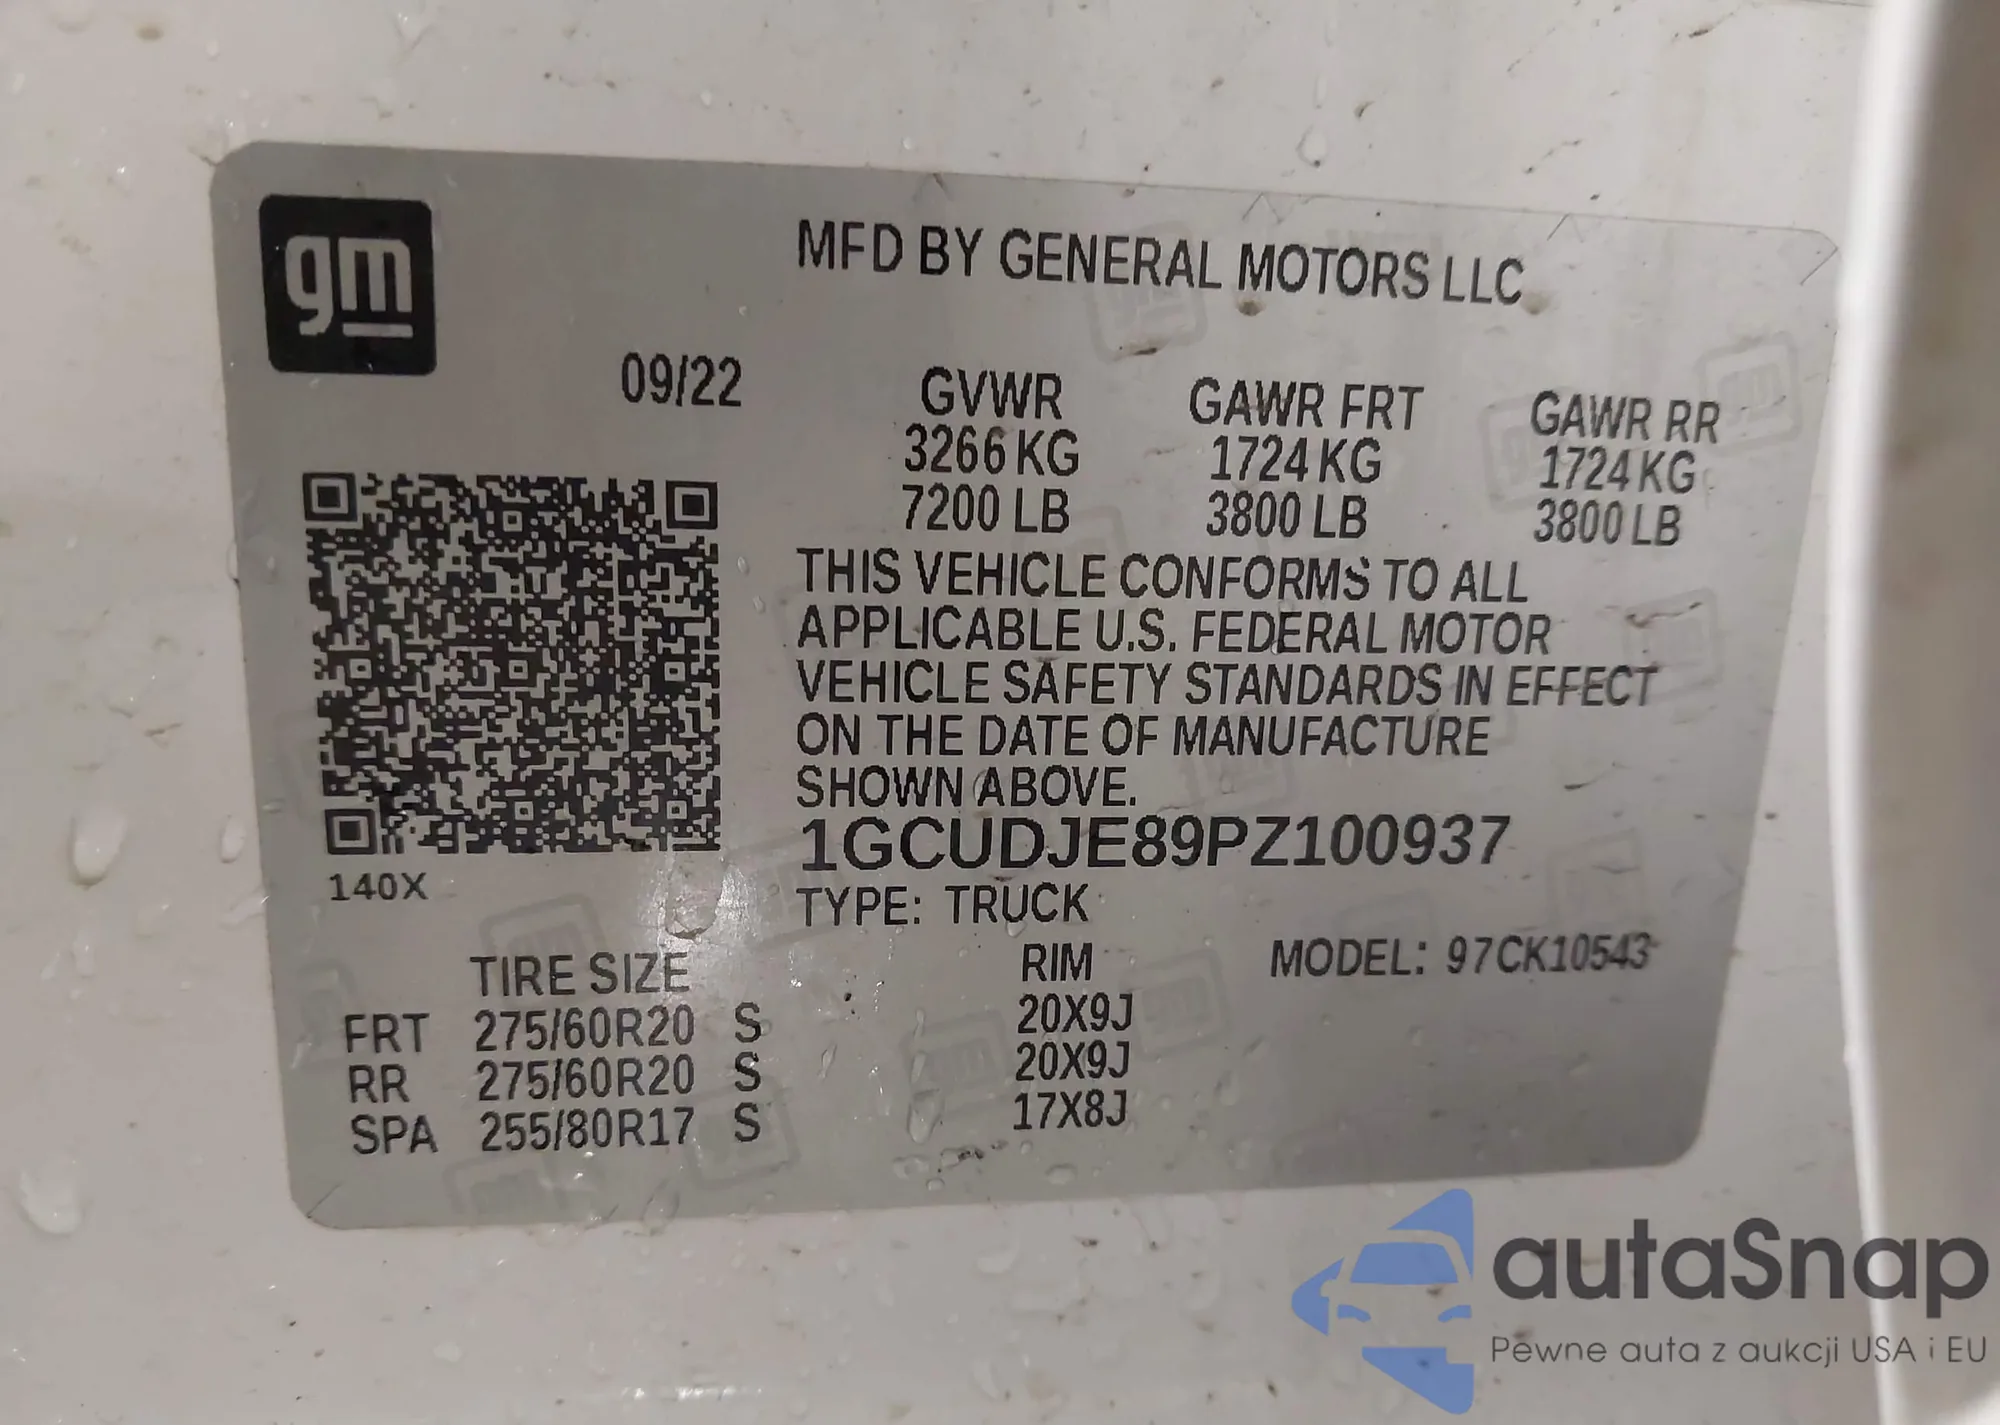 gm
MFD BY GENERAL MOTORS LLC
09/22
GVWR GAWR FRT GAWR RR
3266 KG 1724 KG 1724 KG
7200 LB 3800 LB 3800 LB
THIS VEHICLE CONFORMS TO ALL
APPLICABLE U.S. FEDERAL MOTOR
VEHICLE SAFETY STANDARDS IN EFFECT
ON THE DATE OF MANUFACTURE
SHOWN ABOVE.
1GCUDJE89PZ100937
140X
TYPE: TRUCK
TIRE SIZE RIM MODEL: 97CK10543
FRT 275/60R20 S 20X9J
RR 275/60R20 S 20X9J
SPA 255/80R17 S 17X8J
autaSnap
Pewne auta z aukcji USA i EU